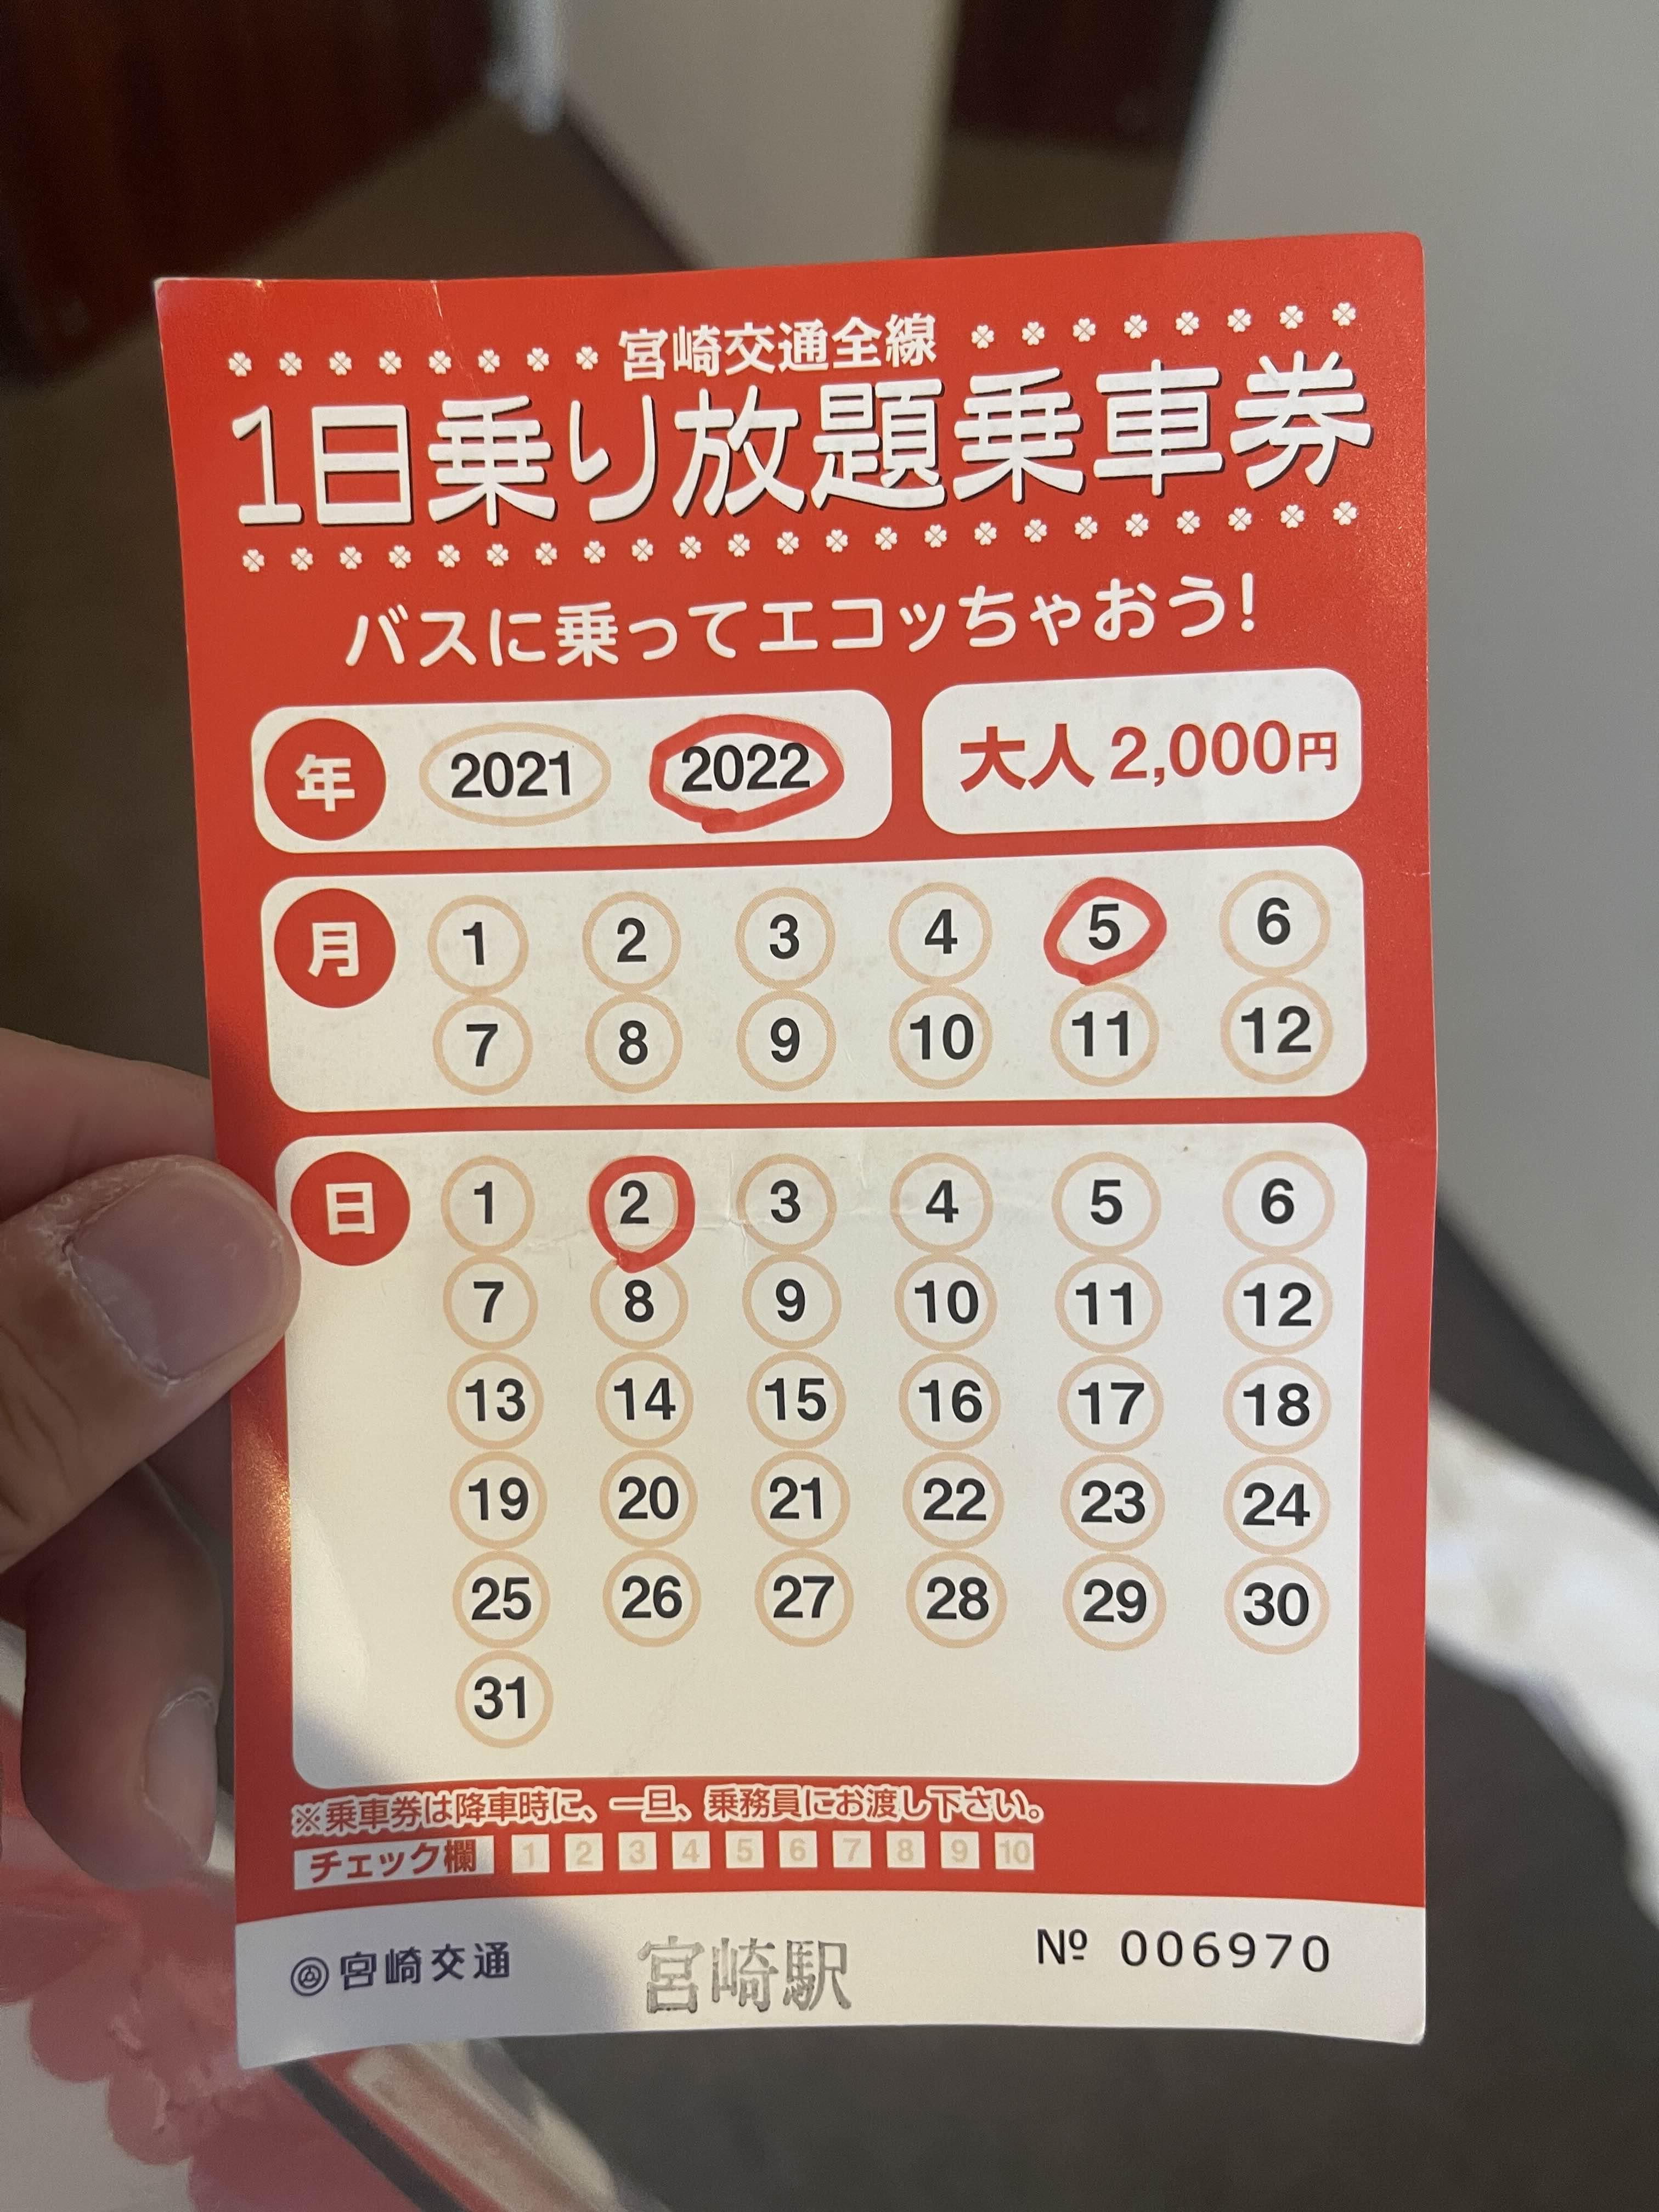 宮崎交通全線
1日乗り放題乗車券
バスに乗ってエコッちゃおう!
年 2021 2022
大人2,000円
月 1 2 3 4 5 6
7 8 9 10 11 12
日 1 2 3 4 5 6
7 8 9 10 11 12
13 14 15 16 17 18
19 20 21 22 23 24
25 26 27 28 29 30
31
※乗車券は降車時に、一旦、乗務員にお渡し下さい。
チェック欄 1 2 3 4 5 6 7 8 9 10
宮崎交通 宮崎駅 № 006970